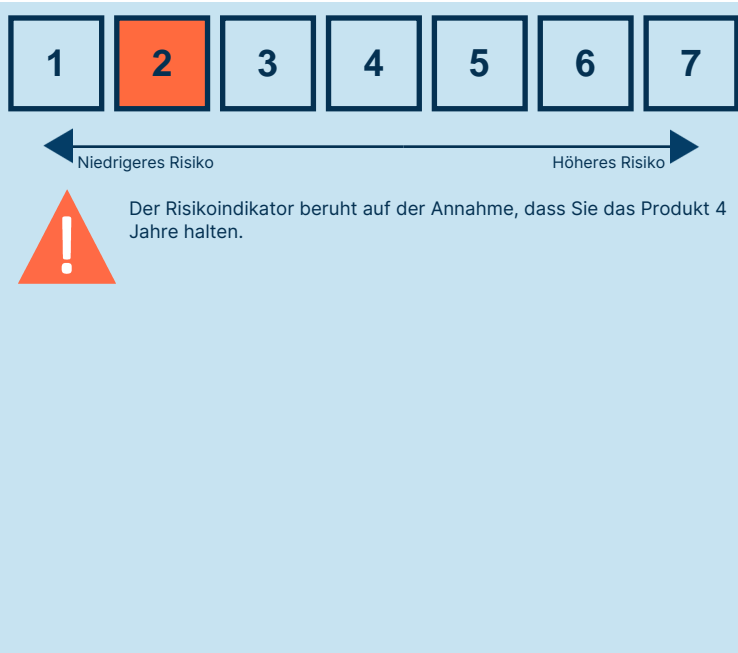 1 2 3 4 5 6 7
Niedrigeres Risiko Höheres Risiko
Der Risikoindikator beruht auf der Annahme, dass Sie das Produkt 4
Jahre halten.
!